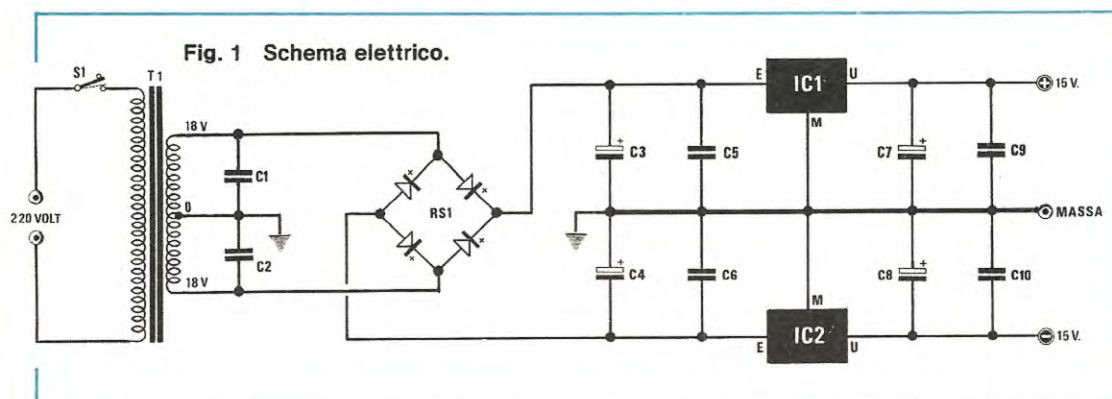 Fig. 1 Schema elettrico.
S1
T1
18 V
0
18 V
220 VOLT
C1
C2
RS1
C3
C4
C5
C6
E
IC1
U
M
M
E
IC2
U
C7
C8
C9
C10
15 V.
MASSA
15 V.